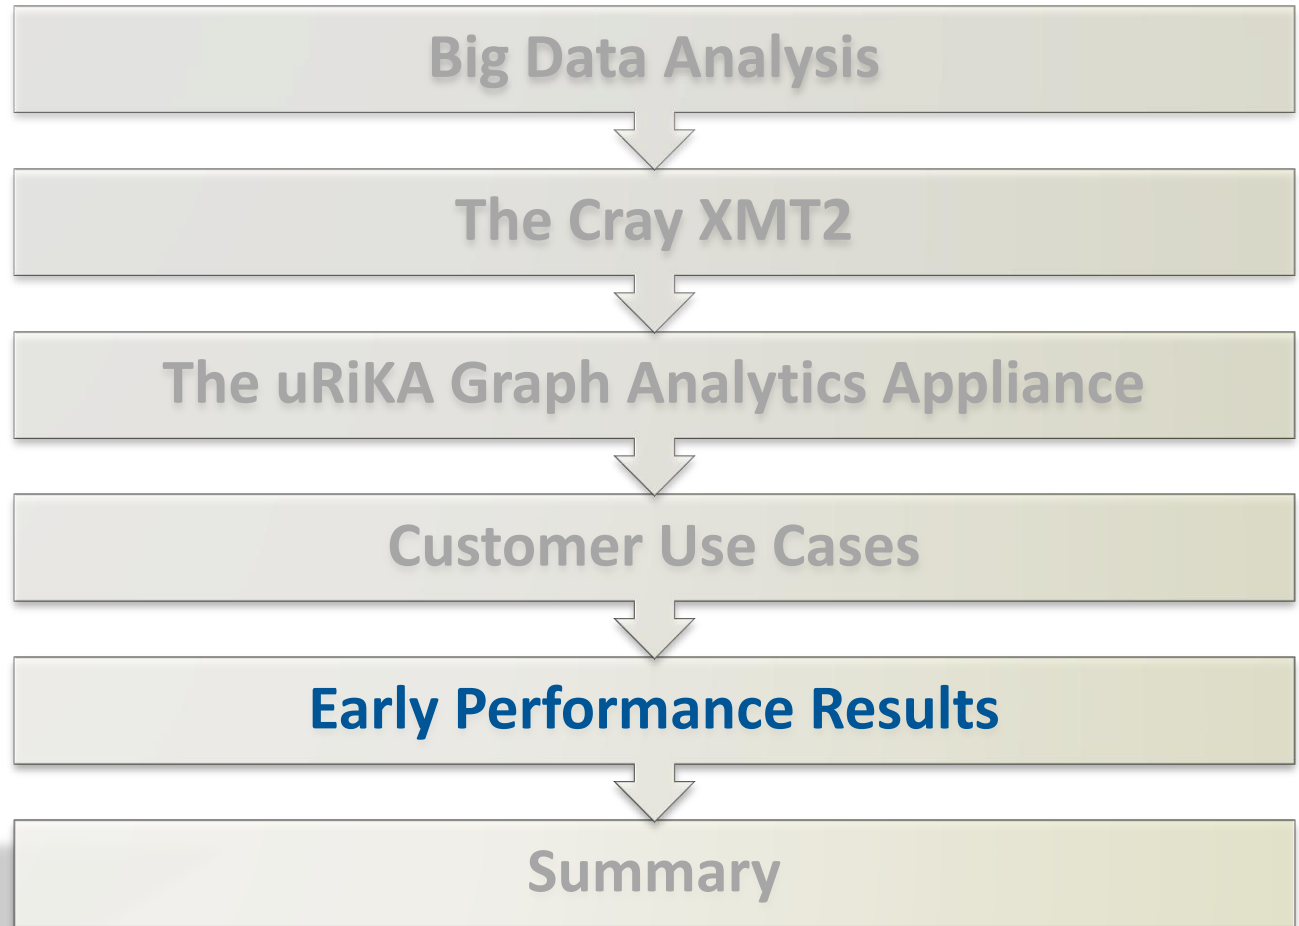 Big Data Analysis
The Cray XMT2
The uRiKA Graph Analytics Appliance
Customer Use Cases
Early Performance Results
Summary